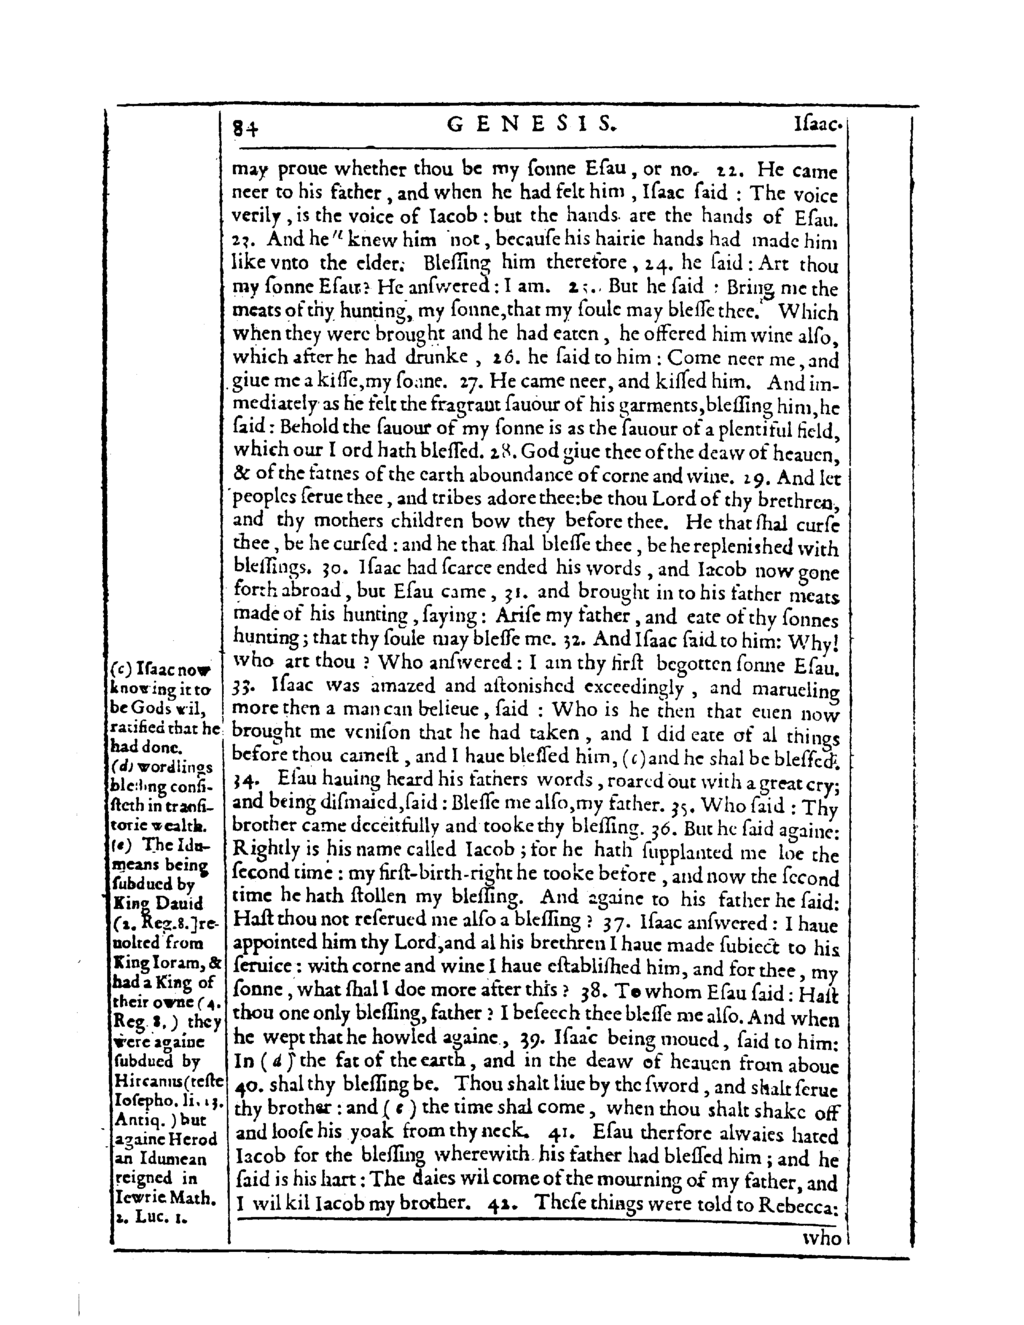 84 GENESIS. Iſaac.
may proue whether thou be my ſonne Eſau, or no. 22. He came
neer to his father, and when he had felt him, Iſaac ſaid : The voice
verily, is the voice of Iacob : but the hands are the hands of Eſau.
23. And he " knew him not, becauſe his hairie hands had made him
like vnto the elder. Bleſſing him therefore, 24. he ſaid : Art thou
my ſonne Eſau? He anſwered : I am. 25. But he ſaid : Bring me the
meats of thy hunting, my ſonne, that my ſoule may bleſſe thee. Which
when they were brought and he had eaten, he offered him wine alſo,
which after he had drunke, 26. he ſaid to him : Come neer me, and
giue me a kiſſe, my ſonne. 27. He came neer, and kiſſed him. And im-
mediately as he felt the fragrant ſauour of his garments, bleſſing him, he
ſaid : Behold the ſauour of my ſonne is as the ſauour of a plentiful field,
which our Lord hath bleſſed. 28. God giue thee of the deaw of heauen,
& of the fatnes of the earth aboundance of corne and wine. 29. And let
peoples ſerue thee, and tribes adore thee: be thou Lord of thy brethren,
and thy mothers children bow they before thee. He that ſhal curſe
thee, be he curſed : and he that ſhal bleſſe thee, be he replenished with
bleſſings. 30. Iſaac had ſcarce ended his words, and Iacob now gone
forth abroad, but Eſau came, 31. and brought in to his father meats
made of his hunting, ſaying : Ariſe my father, and eate of thy ſonnes
hunting; that thy ſoule may bleſſe me. 32. And Iſaac ſaid to him: Why!
who art thou ? Who anſwered : I am thy firſt begotten ſonne Eſau.
33. Iſaac was amazed and aſtonished exceedingly, and marueling
more then a man can belieue, ſaid : Who is he then that euen now
brought me veniſon that he had taken, and I did eate of al things
before thou cameſt, and I haue bleſſed him, (c) and he shal be bleſſed.
34. Eſau hauing heard his fathers words, roared out with a great cry;
and being diſmaied, ſaid : Bleſſe me alſo, my father. 35. Who ſaid : Thy
brother came deceitfully and tooke thy bleſſing. 36. But he ſaid againe:
Rightly is his name called Iacob ; for he hath ſupplanted me loe the
ſecond time : my firſt-birth-right he tooke before, and now the ſecond
time he hath ſtollen my bleſſing. And againe to his father he ſaid:
Haſt thou not reſerued me alſo a bleſſing ? 37. Iſaac anſwered : I haue
appointed him thy Lord, and al his brethren I haue made ſubiect to his
ſeruice : with corne and wine I haue eſtabliſhed him, and for thee, my
ſonne, what ſhal I doe more after this ? 38. To whom Eſau ſaid : Haſt
thou one only bleſſing, father ? I beſeech thee bleſſe me alſo. And when
he wept that he howled againe, 39. Iſaac being moued, ſaid to him:
In (d) the fat of the earth, and in the deaw of heauen from aboue
40. shal thy bleſſing be. Thou shalt liue by the ſword, and shalt ſerue
thy brother : and (e) the time shal come, when thou shalt shake off
and looſe his yoak from thy neck. 41. Eſau therfore alwaies hated
Iacob for the bleſſing wherewith his father had bleſſed him ; and he
ſaid is his hart : The daies wil come of the mourning of my father, and
I wil kil Iacob my brother. 42. Theſe things were told to Rebecca:
who
(c) Iſaac now
knowing it to
be Gods wil,
ratified that he
had done.
(d) wordlings
bleſſing conſi-
ſteth in tranſi-
torie wealth.
(e) The Idu-
means being
ſubdued by
King Dauid
(2. Reg.8.] re-
uolted from
King Ioram, &
had a King of
their owne (4.
Reg. 8.) they
were againe
ſubdued by
Hircanus (teſte
Ioſepho. li. 13.
Antiq.) but
againe Herod
an Idumean
reigned in
Iewrie Math.
2. Luc. 1.